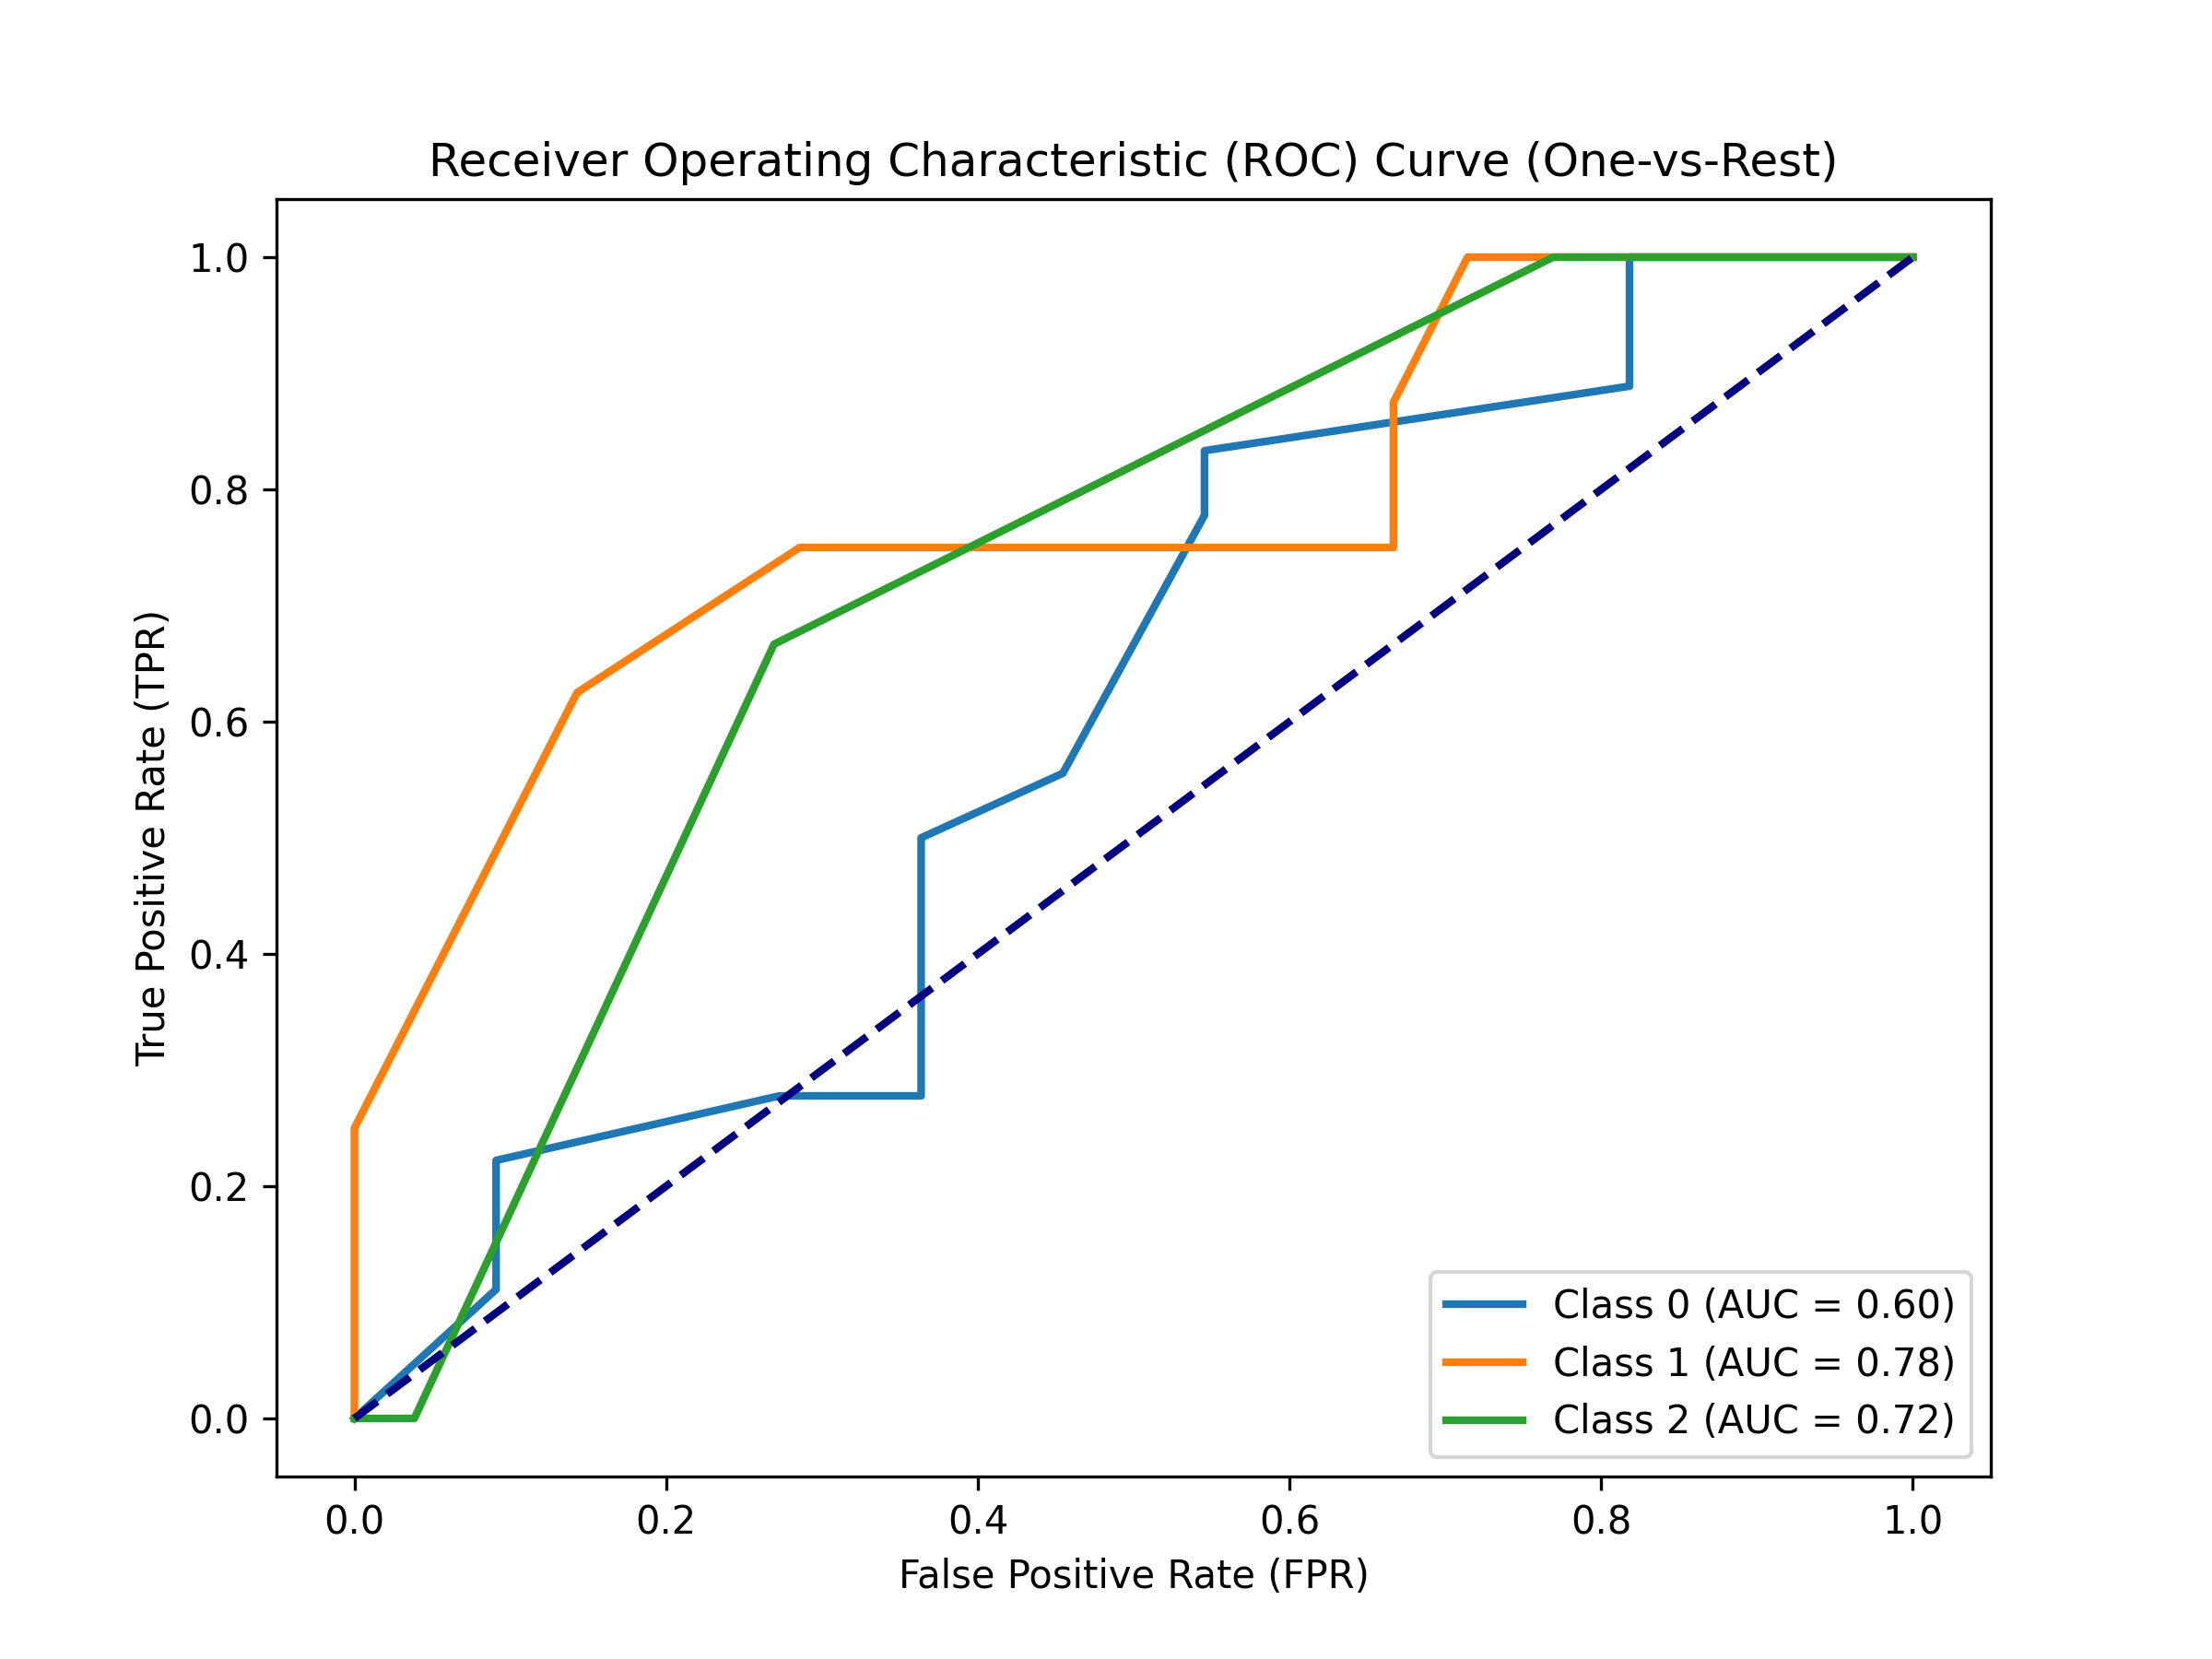 Receiver Operating Characteristic (ROC) Curve (One-vs-Rest)
True Positive Rate (TPR)
1.0
0.8
0.6
0.4
0.2
0.0
Class 0 (AUC = 0.60)
Class 1 (AUC = 0.78)
Class 2 (AUC = 0.72)
0.0 0.2 0.4 0.6 0.8 1.0
False Positive Rate (FPR)